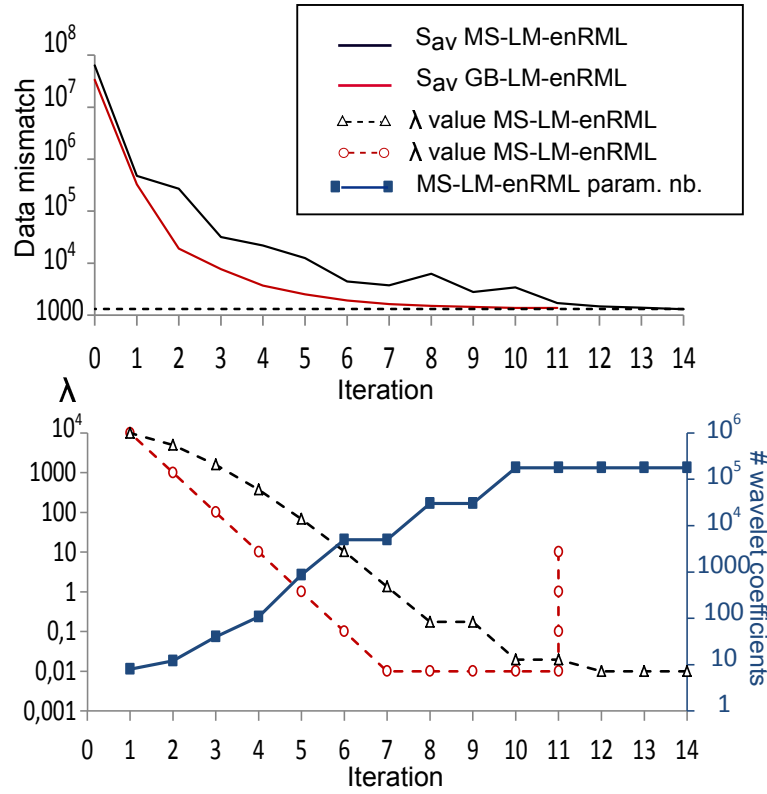 S_av MS-LM-enRML
S_av GB-LM-enRML
λ value MS-LM-enRML
λ value MS-LM-enRML
MS-LM-enRML param. nb.
Data mismatch
10^8
10^7
10^6
10^5
10^4
1000
0 1 2 3 4 5 6 7 8 9 10 11 12 13 14
Iteration
λ
10^4
1000
100
10
1
0,1
0,01
0,001
0 1 2 3 4 5 6 7 8 9 10 11 12 13 14
Iteration
10^6
10^5
10^4
1000
100
10
1
# wavelet coefficients